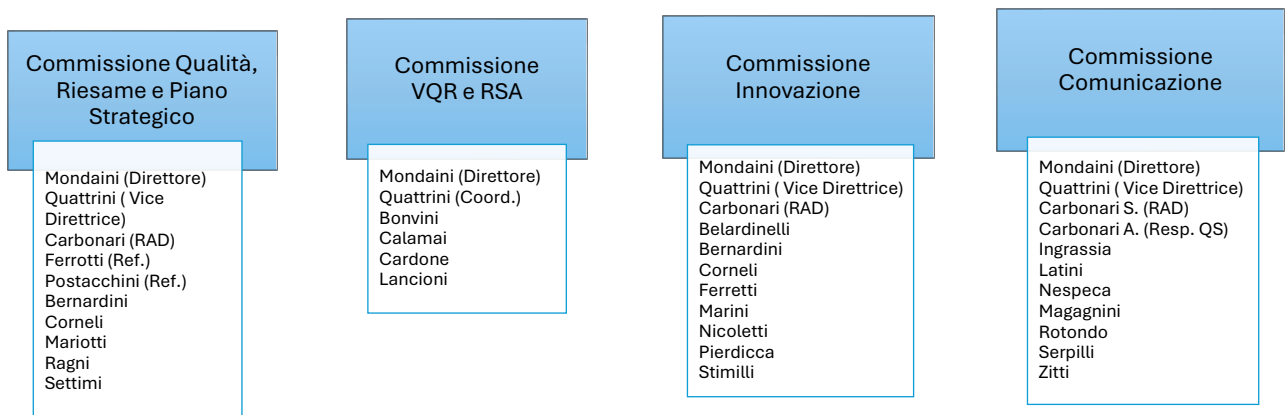 Commissione Qualità,
Riesame e Piano
Strategico
Mondaini (Direttore)
Quattrini ( Vice
Direttrice)
Carbonari (RAD)
Ferrotti (Ref.)
Postacchini (Ref.)
Bernardini
Corneli
Mariotti
Ragni
Settimi
Commissione
VQR e RSA
Mondaini (Direttore)
Quattrini (Coord.)
Bonvini
Calamai
Cardone
Lancioni
Commissione
Innovazione
Mondaini (Direttore)
Quattrini ( Vice Direttrice)
Carbonari (RAD)
Belardinelli
Bernardini
Corneli
Ferretti
Marini
Nicoletti
Pierdicca
Stimilli
Commissione
Comunicazione
Mondaini (Direttore)
Quattrini ( Vice Direttrice)
Carbonari S. (RAD)
Carbonari A. (Resp. QS)
Ingrassia
Latini
Nespeca
Magagnini
Rotondo
Serpilli
Zitti